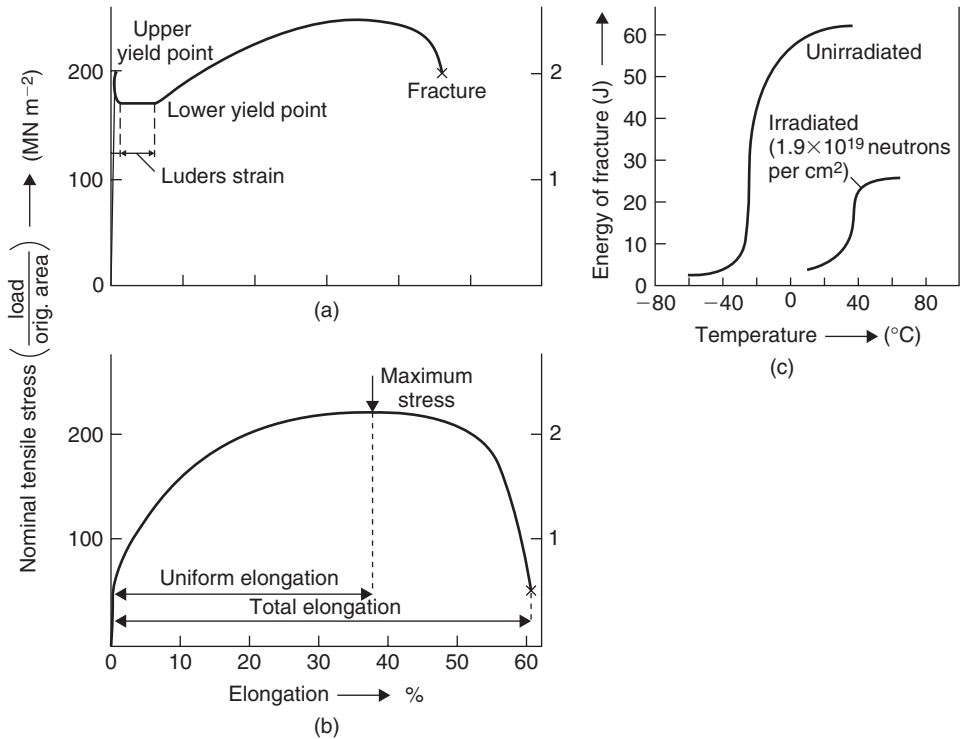 Nominal tensile stress (load / orig. area) → (MN m−2)
Upper
yield point
200
2
Fracture
Lower yield point
Luders strain
100
1
0
(a)
Maximum
stress
200
2
100
1
Uniform elongation
Total elongation
0 10 20 30 40 50 60
Elongation → %
(b)
Energy of fracture (J) →
60
50
40
30
20
10
0
Unirradiated
Irradiated
(1.9×10¹⁹ neutrons
per cm²)
−80 −40 0 40 80
Temperature → (°C)
(c)